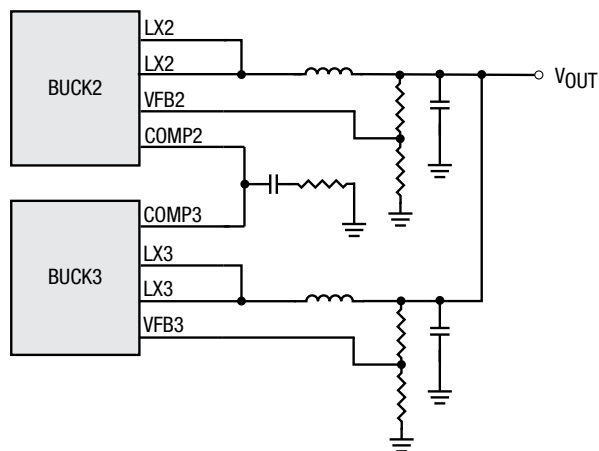 LX2
LX2
BUCK2
VFB2
COMP2
VOUT
COMP3
LX3
BUCK3
LX3
VFB3